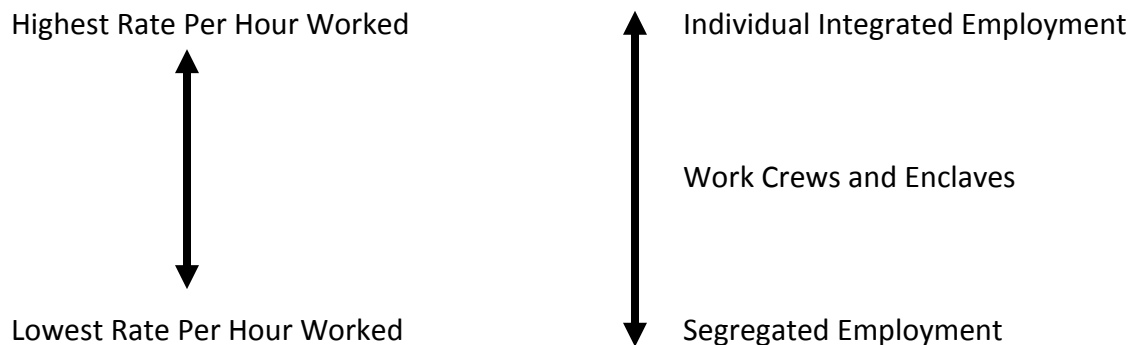 Highest Rate Per Hour Worked
Individual Integrated Employment
Work Crews and Enclaves
Lowest Rate Per Hour Worked
Segregated Employment